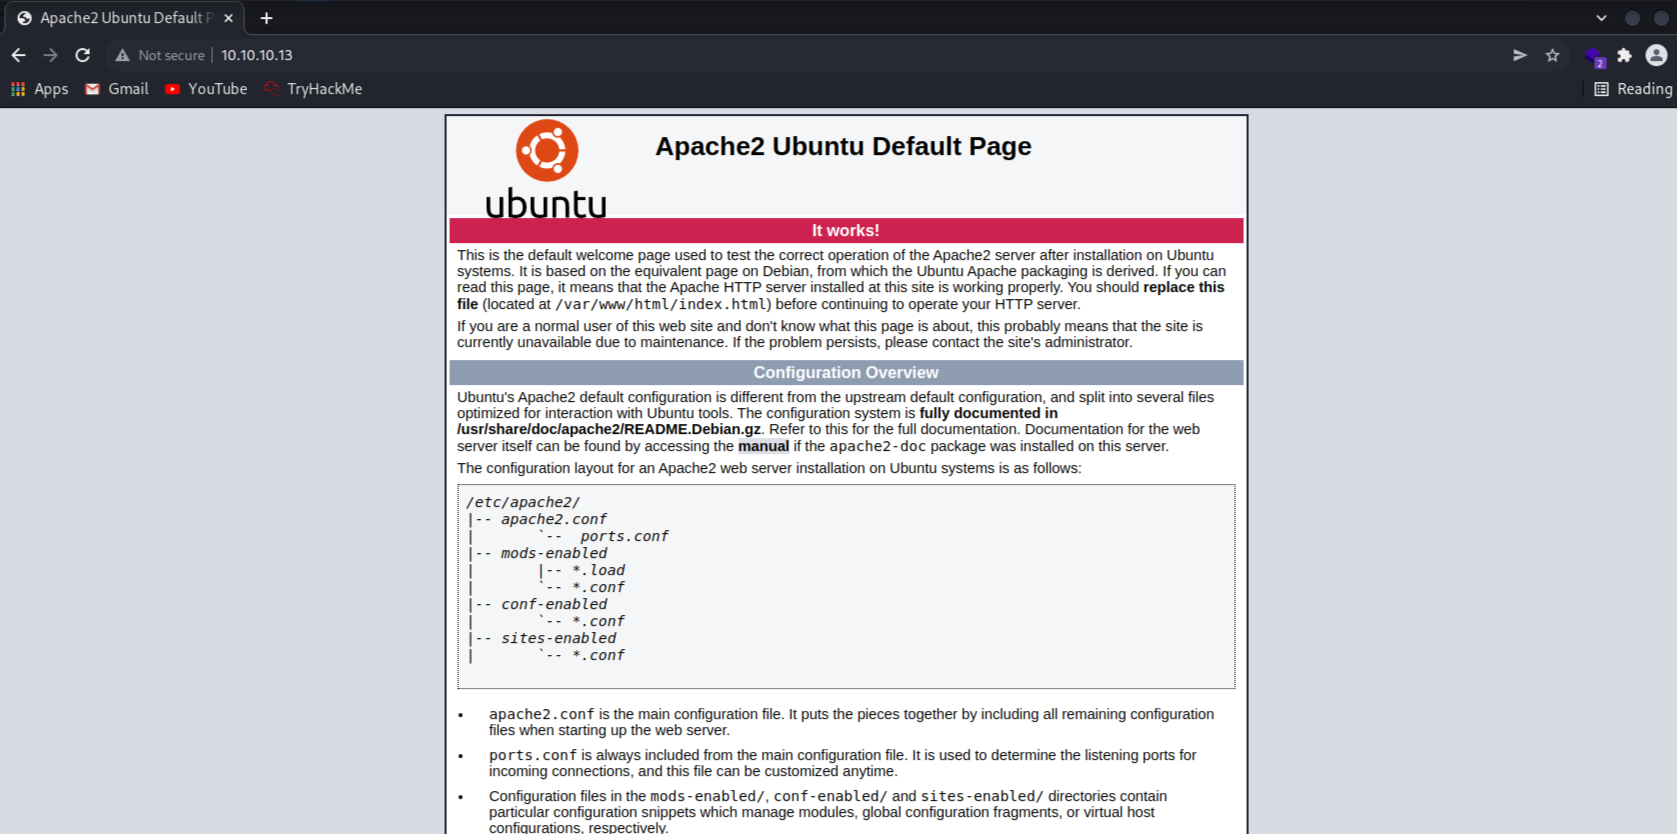 Apache2 Ubuntu Default P
Not secure 10.10.10.13
2
Apps Gmail YouTube TryHackMe Reading
ubuntu
Apache2 Ubuntu Default Page
It works!
This is the default welcome page used to test the correct operation of the Apache2 server after installation on Ubuntu
systems. It is based on the equivalent page on Debian, from which the Ubuntu Apache packaging is derived. If you can
read this page, it means that the Apache HTTP server installed at this site is working properly. You should replace this
file (located at /var/www/html/index.html) before continuing to operate your HTTP server.
If you are a normal user of this web site and don't know what this page is about, this probably means that the site is
currently unavailable due to maintenance. If the problem persists, please contact the site's administrator.
Configuration Overview
Ubuntu's Apache2 default configuration is different from the upstream default configuration, and split into several files
optimized for interaction with Ubuntu tools. The configuration system is fully documented in
/usr/share/doc/apache2/README.Debian.gz. Refer to this for the full documentation. Documentation for the web
server itself can be found by accessing the manual if the apache2-doc package was installed on this server.
The configuration layout for an Apache2 web server installation on Ubuntu systems is as follows:
/etc/apache2/
|-- apache2.conf
|       `--  ports.conf
|-- mods-enabled
|       |-- *.load
|       `-- *.conf
|-- conf-enabled
|       `-- *.conf
|-- sites-enabled
|       `-- *.conf
• apache2.conf is the main configuration file. It puts the pieces together by including all remaining configuration
files when starting up the web server.
• ports.conf is always included from the main configuration file. It is used to determine the listening ports for
incoming connections, and this file can be customized anytime.
• Configuration files in the mods-enabled/, conf-enabled/ and sites-enabled/ directories contain
particular configuration snippets which manage modules, global configuration fragments, or virtual host
configurations, respectively.